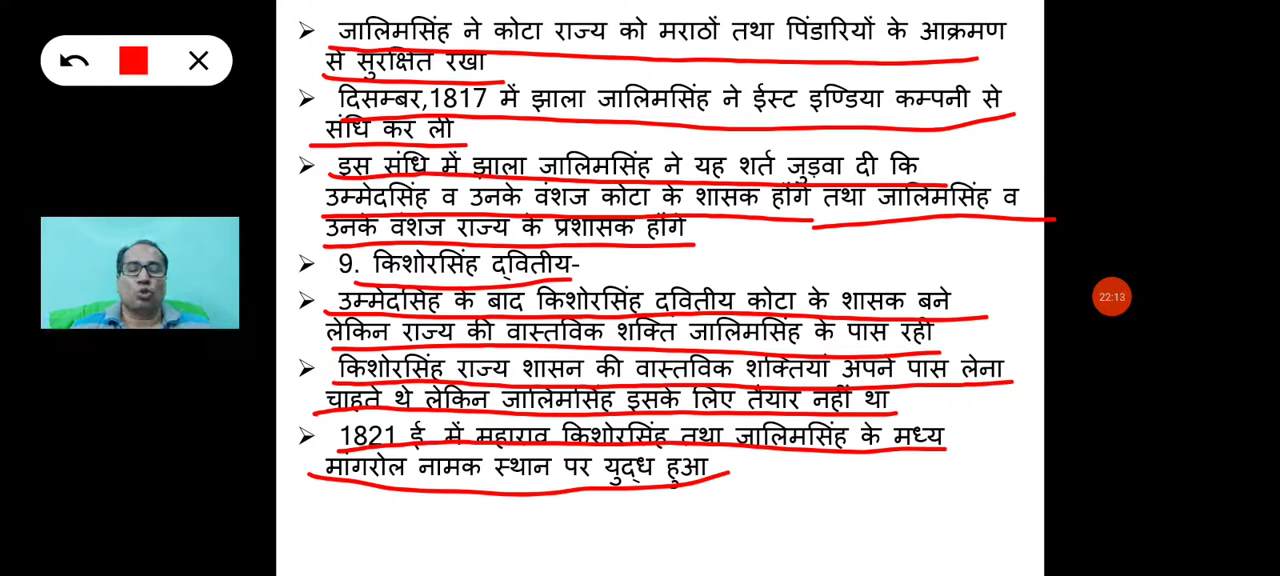 ➢ जालिमसिंह ने कोटा राज्य को मराठों तथा पिंडारियों के आक्रमण
से सुरक्षित रखा
➢ दिसम्बर,1817 में झाला जालिमसिंह ने ईस्ट इण्डिया कम्पनी से
संधि कर ली
➢ इस संधि में झाला जालिमसिंह ने यह शर्त जुड़वा दी कि
उम्मेदसिंह व उनके वंशज कोटा के शासक होंगे तथा जालिमसिंह व
उनके वंशज राज्य के प्रशासक होंगे
➢ 9. किशोरसिंह द्वितीय-
➢ उम्मेदसिंह के बाद किशोरसिंह दवितीय कोटा के शासक बने
लेकिन राज्य की वास्तविक शक्ति जालिमसिंह के पास रही
➢ किशोरसिंह राज्य शासन की वास्तविक शक्तियां अपने पास लेना
चाहते थे लेकिन जालिमसिंह इसके लिए तैयार नहीं था
➢ 1821 ई. में महाराव किशोरसिंह तथा जालिमसिंह के मध्य
मांगरोल नामक स्थान पर युद्ध हुआ
22:13